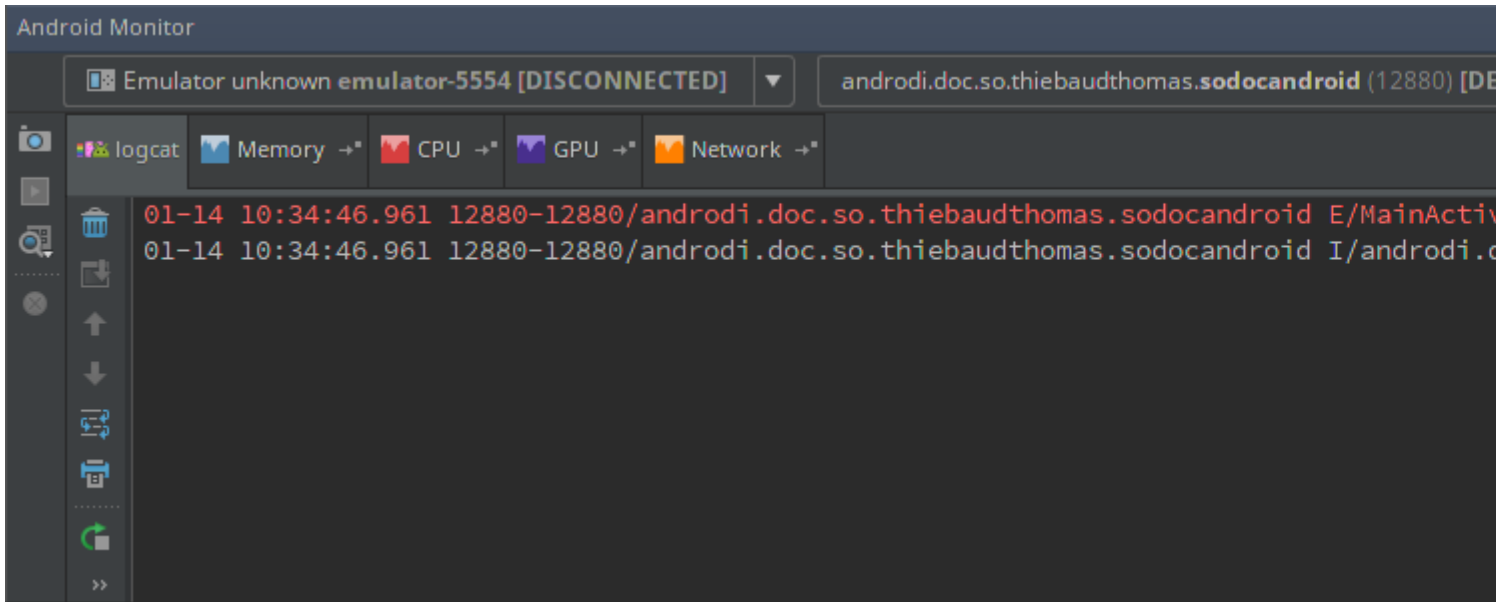 Android Monitor
Emulator unknown emulator-5554 [DISCONNECTED] androdi.doc.so.thiebaudthomas.sodocandroid (12880) [DE
logcat Memory CPU GPU Network
01-14 10:34:46.961 12880-12880/androdi.doc.so.thiebaudthomas.sodocandroid E/MainActiv
01-14 10:34:46.961 12880-12880/androdi.doc.so.thiebaudthomas.sodocandroid I/androdi.d